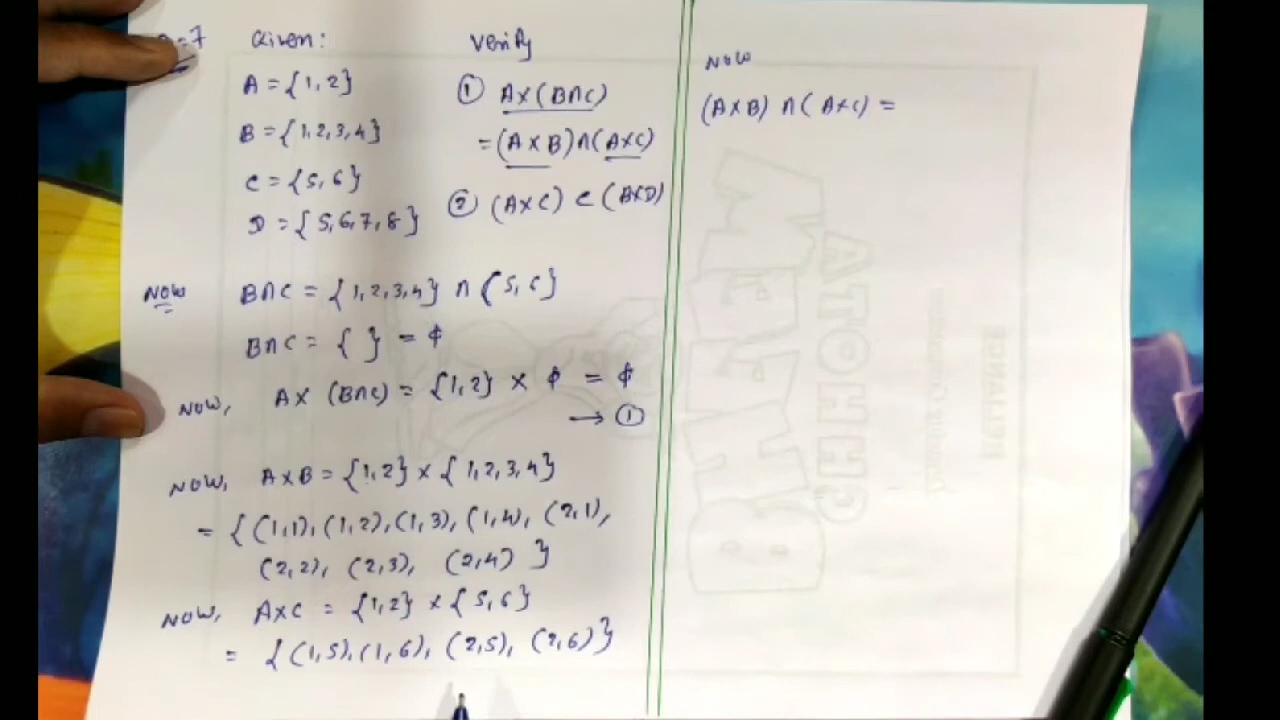 Q-7 Given: Verify
A = {1,2}
B = {1,2,3,4}
C = {5,6}
D = {5,6,7,8}
① A×(B∩C)
= (A×B)∩(A×C)
② (A×C) ⊂ (B×D)
NOW B∩C = {1,2,3,4} ∩ {5,6}
B∩C = { } = ϕ
NOW, A× (B∩C) = {1,2} × ϕ = ϕ
→ ①
NOW, A×B = {1,2} × {1,2,3,4}
= {(1,1),(1,2),(1,3),(1,4),(2,1),
(2,2),(2,3),(2,4)}
NOW, A×C = {1,2} × {5,6}
= {(1,5),(1,6),(2,5),(2,6)}
NOW
(A×B) ∩ (A×C) =